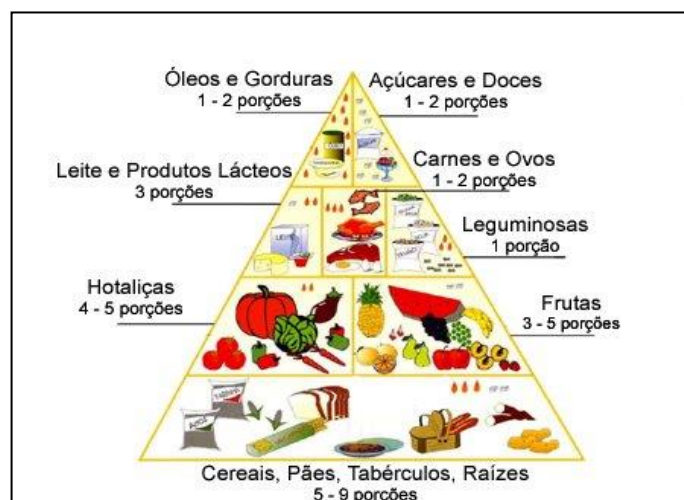 Óleos e Gorduras
1 - 2 porções
Açúcares e Doces
1 - 2 porções
Leite e Produtos Lácteos
3 porções
Carnes e Ovos
1 - 2 porções
Leguminosas
1 porção
Hotaliças
4 - 5 porções
Frutas
3 - 5 porções
LEITE
Cereais, Pães, Tabérculos, Raízes
5 - 9 porções